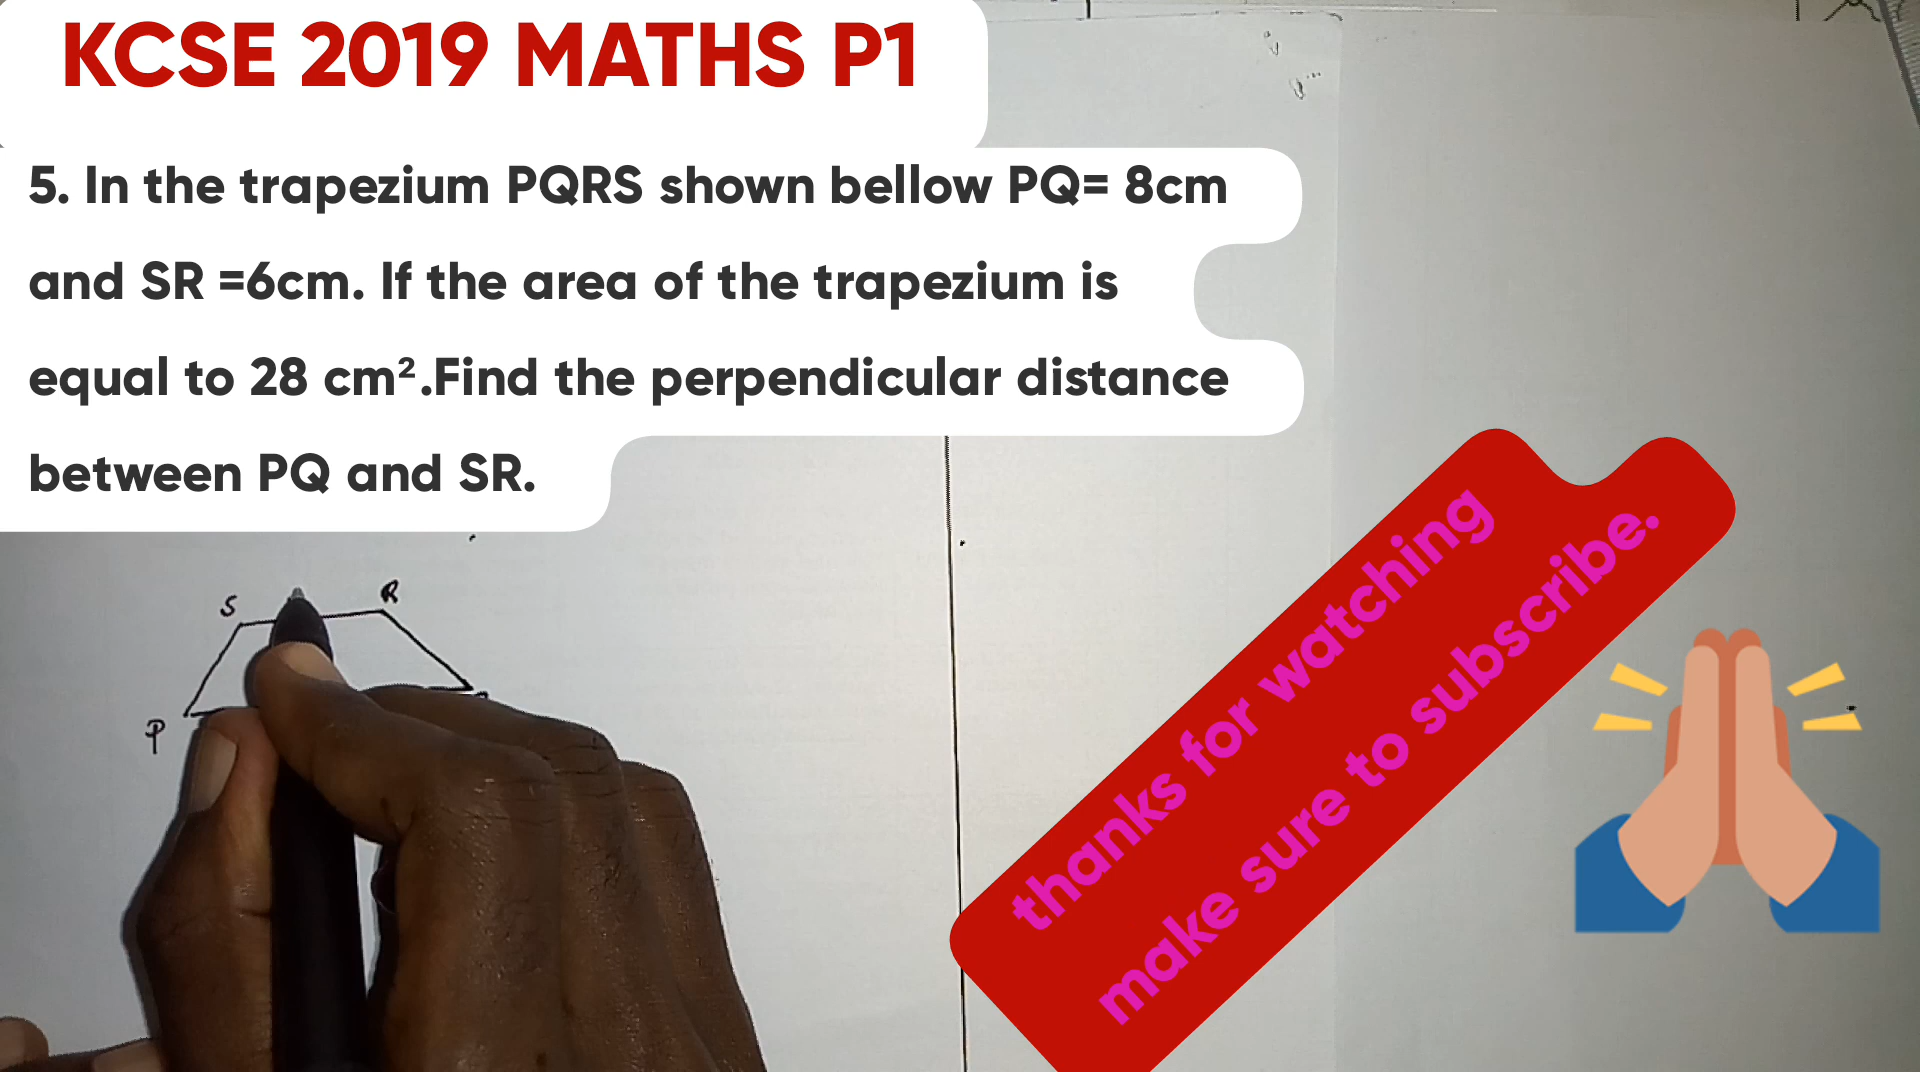 KCSE 2019 MATHS P1
5. In the trapezium PQRS shown bellow PQ= 8cm
and SR =6cm. If the area of the trapezium is
equal to 28 cm².Find the perpendicular distance
between PQ and SR.
S
R
P
thanks for watching
make sure to subscribe.